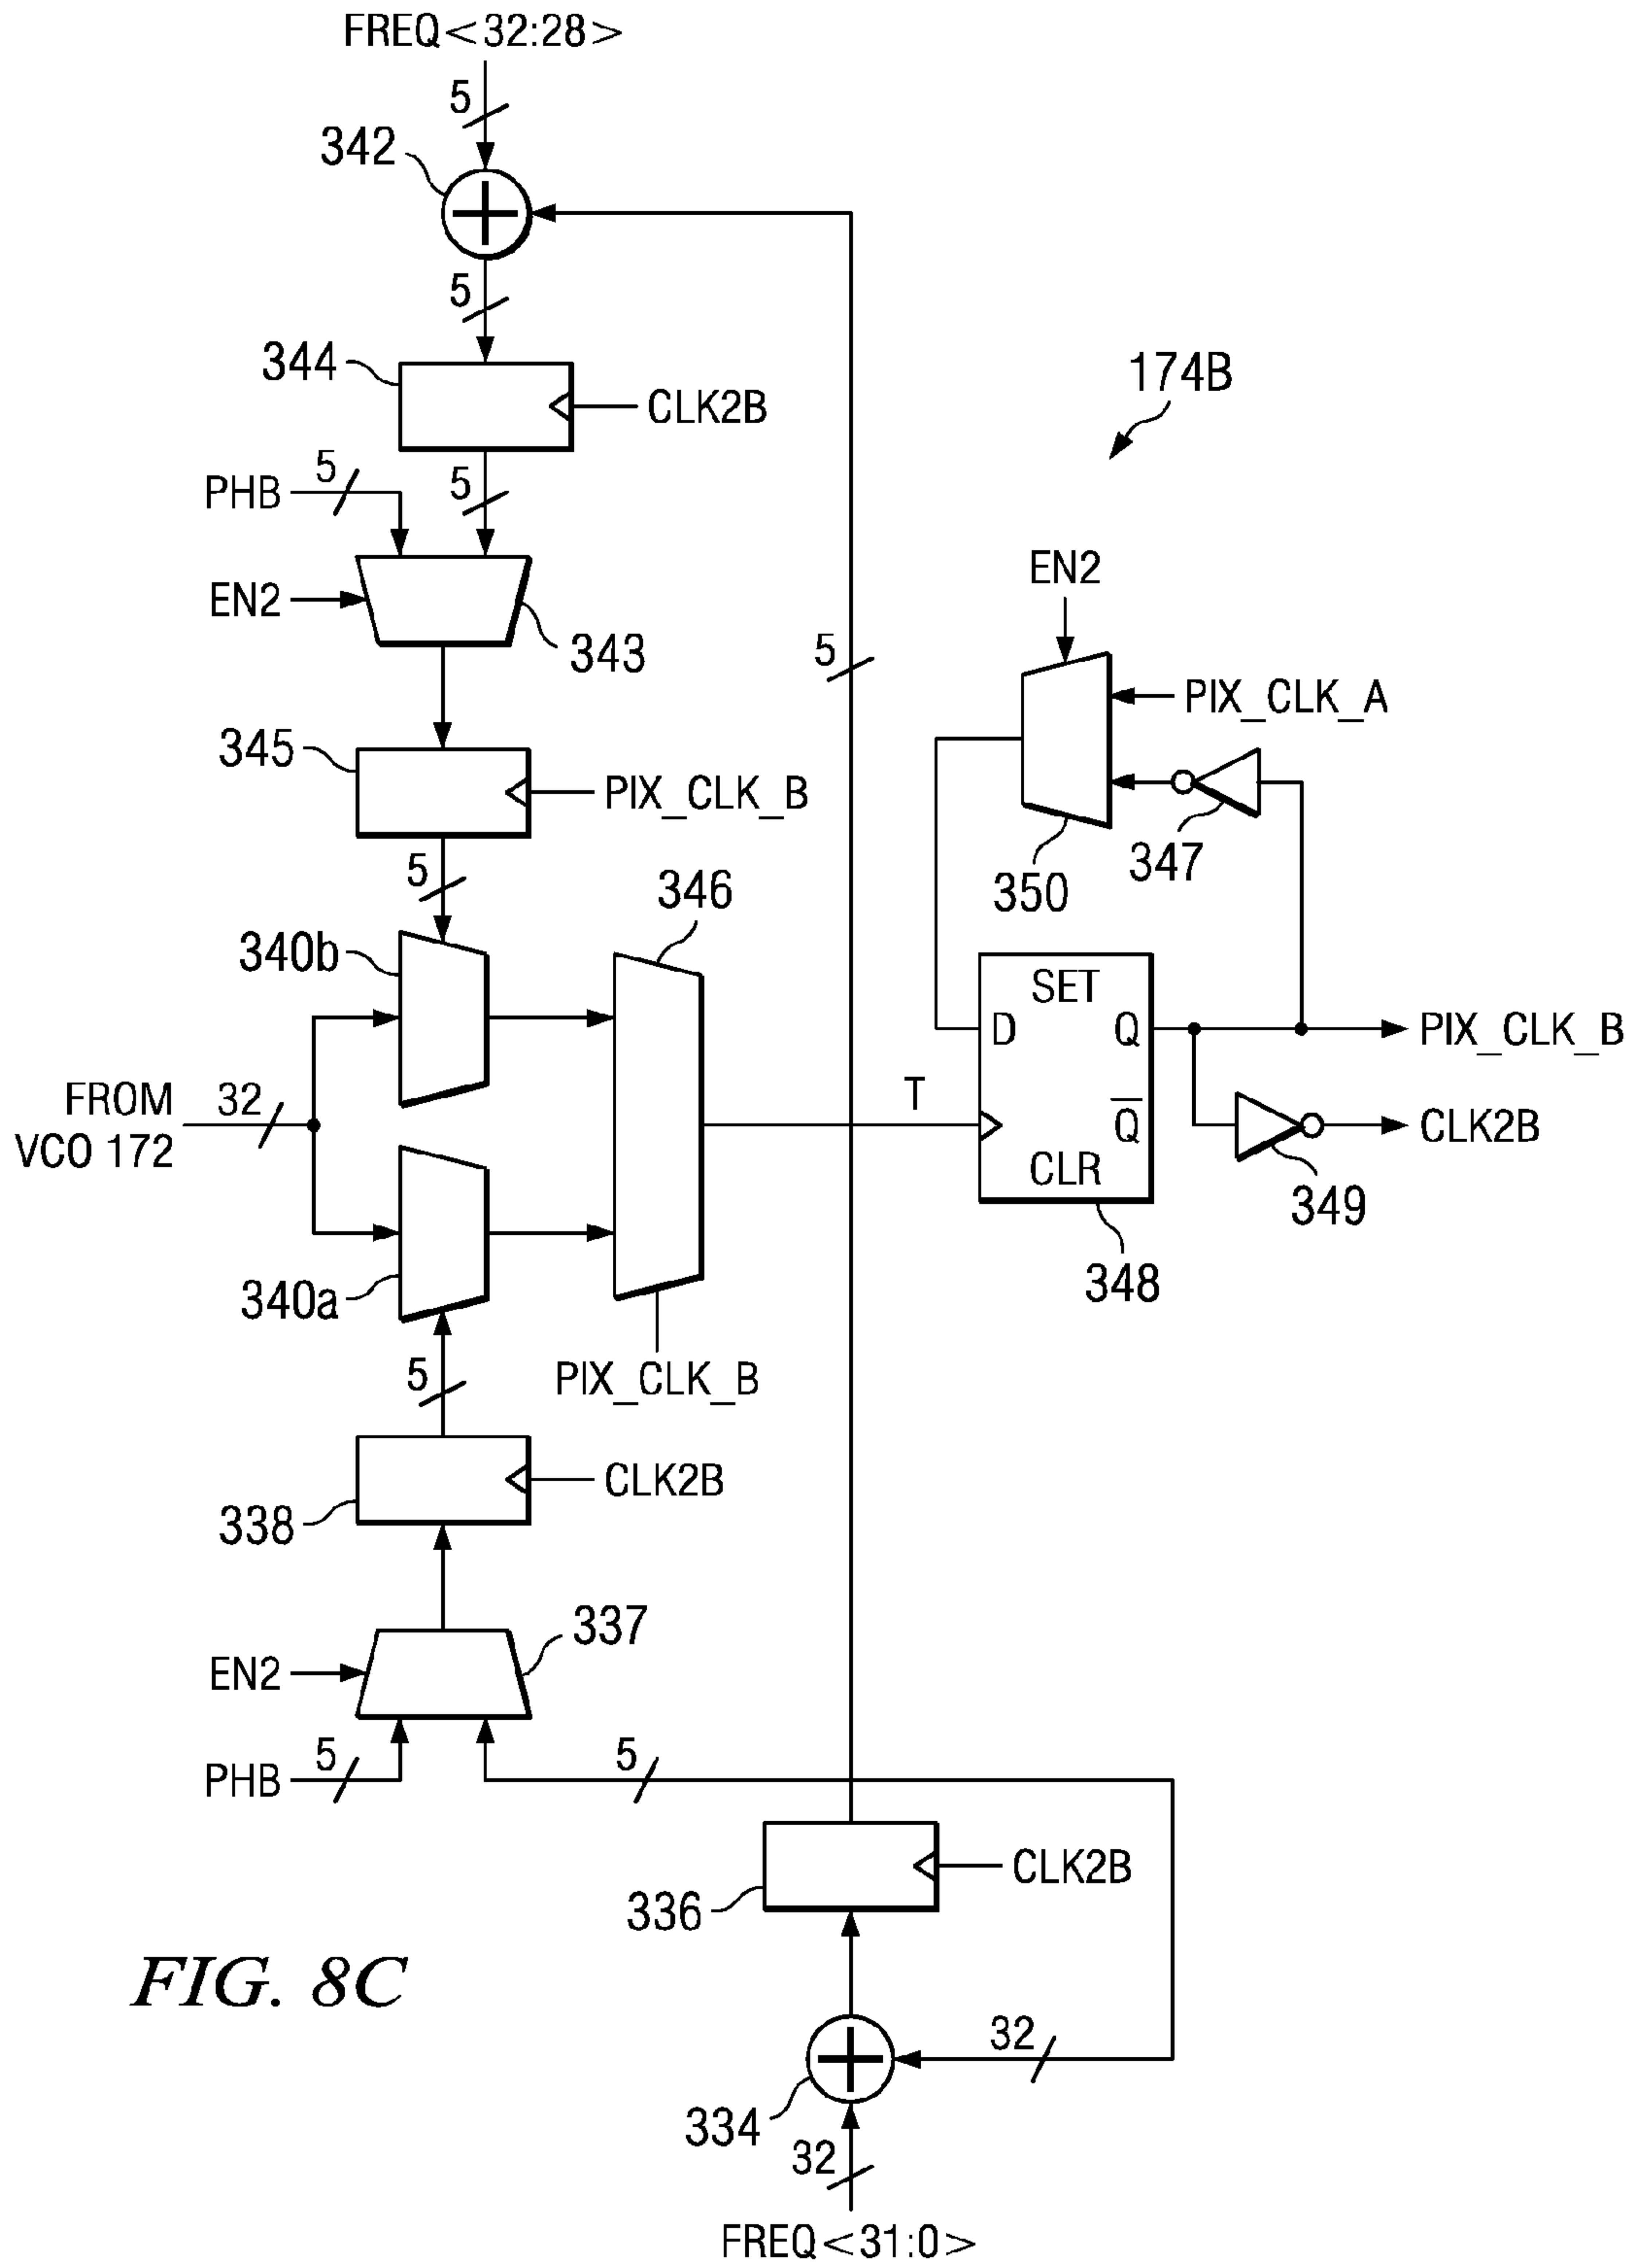 FREQ<32:28>
5
342
5
344
CLK2B
174B
PHB
5
5
EN2
EN2
343
5
PIX_CLK_A
345
PIX_CLK_B
347
350
5
346
340b
SET
D
Q
PIX_CLK_B
FROM
VCO 172
32
T
Q
CLK2B
CLR
349
348
340a
5
PIX_CLK_B
338
CLK2B
337
EN2
PHB
5
5
336
CLK2B
FIG. 8C
32
334
32
FREQ<31:0>